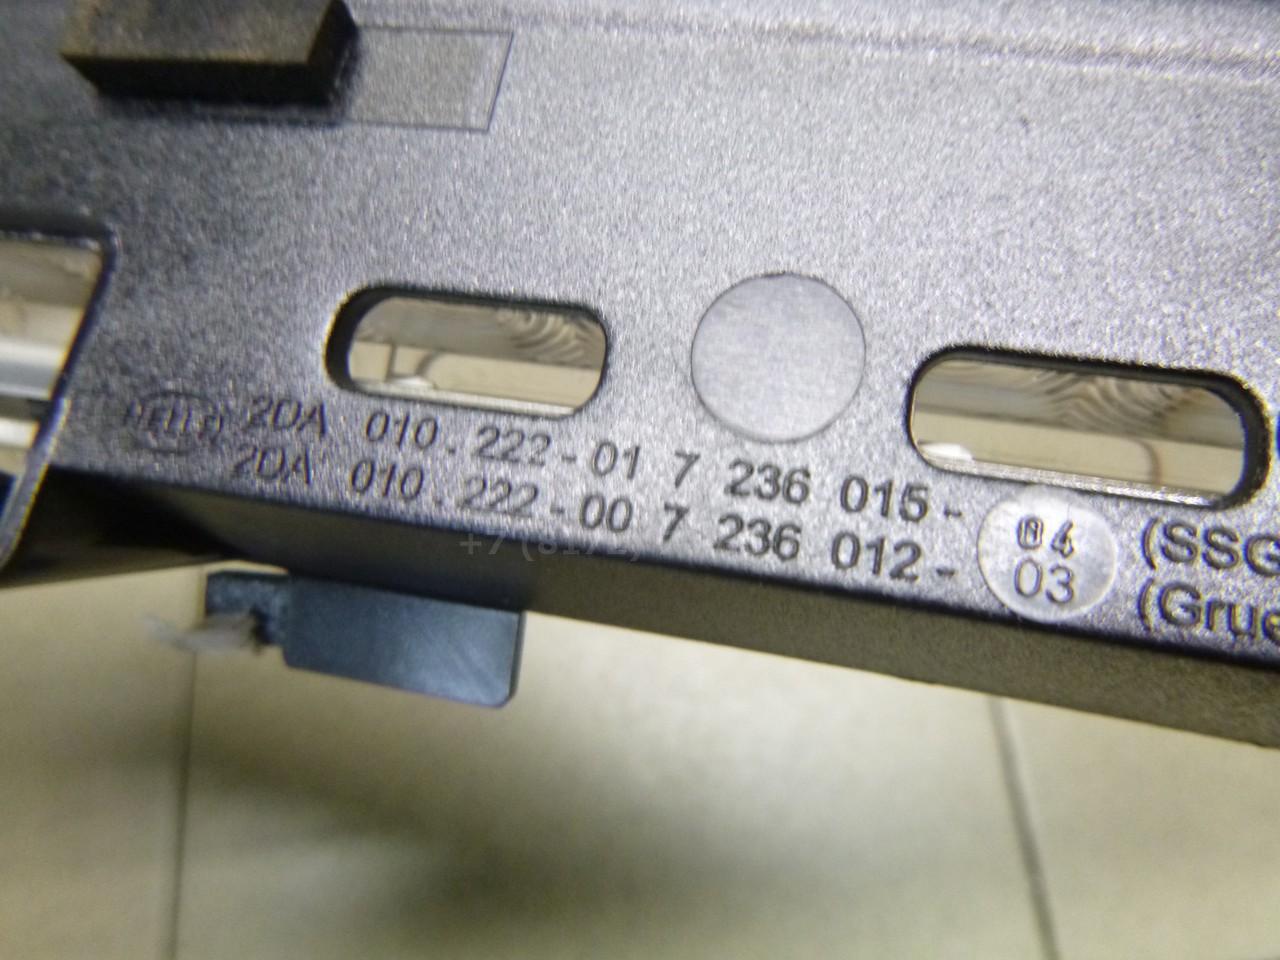 HELLA 2DA 010.222-01 7 236 015- 04 (SSG
2DA 010.222-00 7 236 012- 03 (Grue